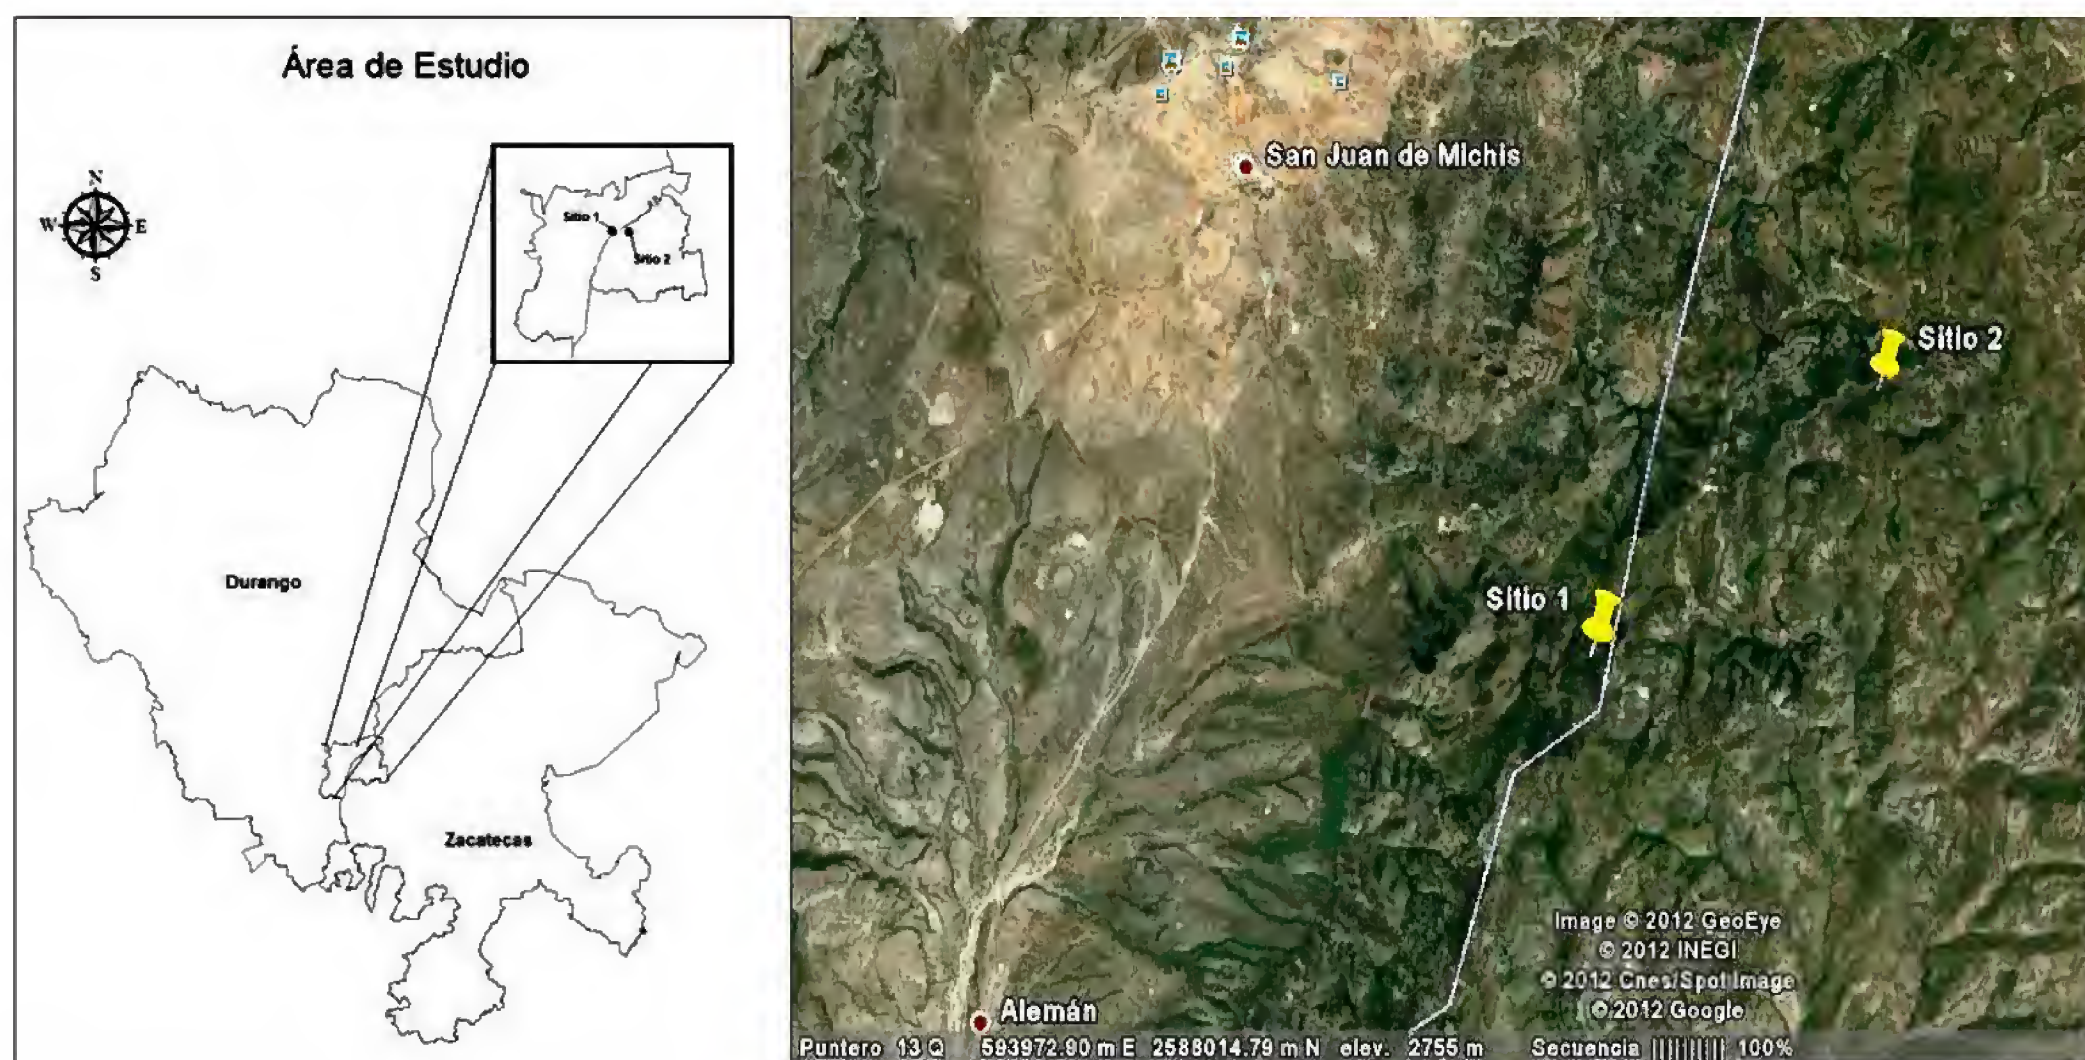 Área de Estudio
N
W
E
S
Sitio 1
Sitio 2
Durango
Zacatecas
San Juan de Michis
Sitio 2
Sitio 1
Alemán
Image © 2012 GeoEye
© 2012 INEGI
© 2012 Cnes/Spot Image
© 2012 Google
Puntero 13 Q 593972.90 m E 2588014.79 m N elev. 2755 m Secuencia ||||||||| 100%